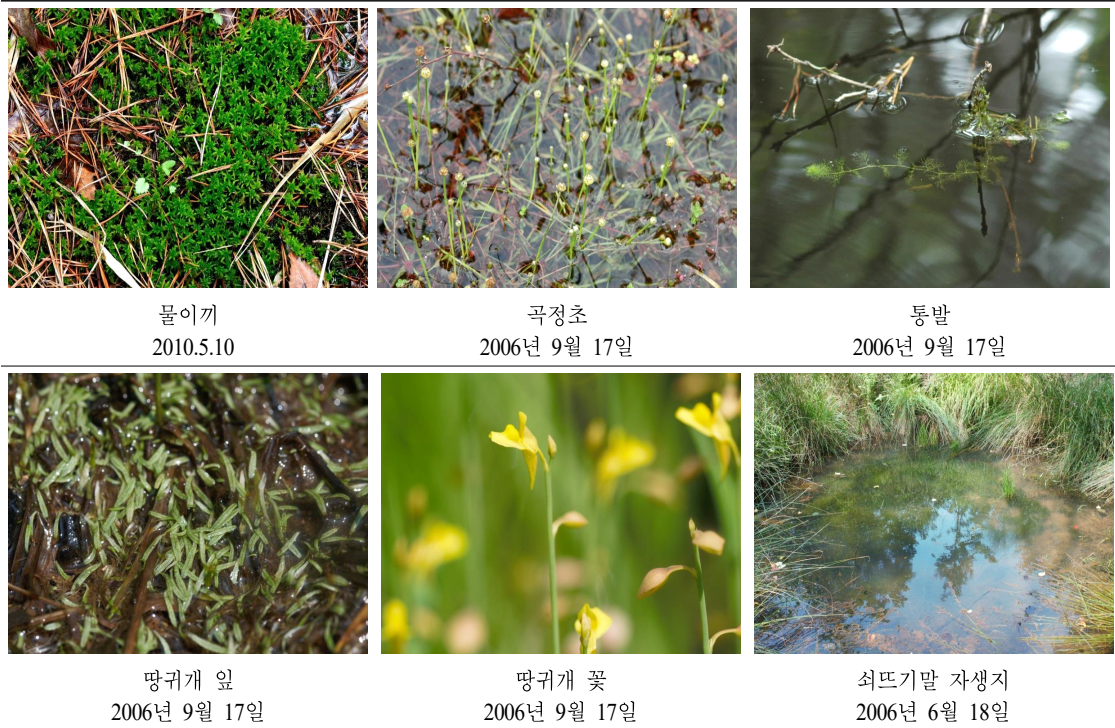 물이끼 곡정초 통발
2010.5.10 2006년 9월 17일 2006년 9월 17일
땅귀개 잎 땅귀개 꽃 쇠뜨기말 자생지
2006년 9월 17일 2006년 9월 17일 2006년 6월 18일